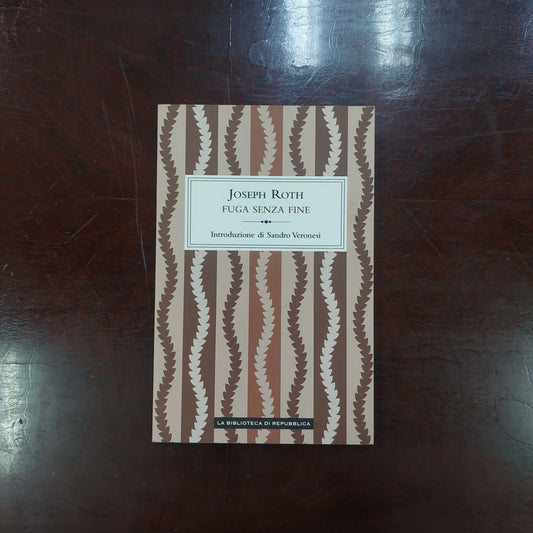 JOSEPH ROTH
FUGA SENZA FINE
Introduzione di Sandro Veronesi
LA BIBLIOTECA DI REPUBBLICA